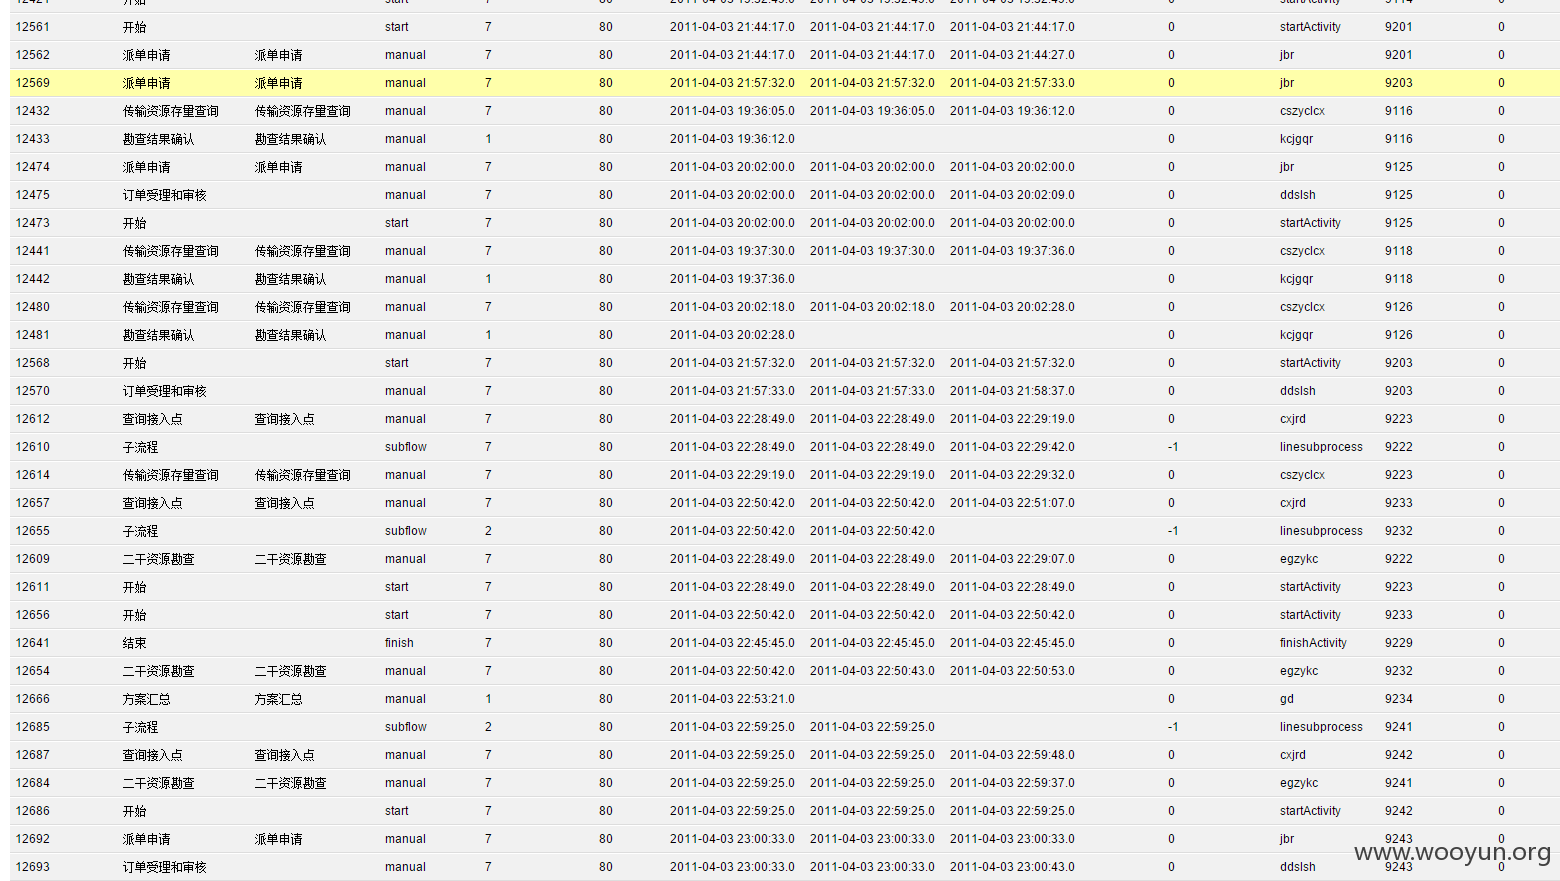 12421 开始 start 7 80 2011-04-03 19:32:49.0 2011-04-03 19:32:49.0 2011-04-03 19:32:49.0 0 startActivity 9114 0
12561 开始 start 7 80 2011-04-03 21:44:17.0 2011-04-03 21:44:17.0 2011-04-03 21:44:17.0 0 startActivity 9201 0
12562 派单申请 派单申请 manual 7 80 2011-04-03 21:44:17.0 2011-04-03 21:44:17.0 2011-04-03 21:44:27.0 0 jbr 9201 0
12569 派单申请 派单申请 manual 7 80 2011-04-03 21:57:32.0 2011-04-03 21:57:32.0 2011-04-03 21:57:33.0 0 jbr 9203 0
12432 传输资源存量查询 传输资源存量查询 manual 7 80 2011-04-03 19:36:05.0 2011-04-03 19:36:05.0 2011-04-03 19:36:12.0 0 cszyclcx 9116 0
12433 勘查结果确认 勘查结果确认 manual 1 80 2011-04-03 19:36:12.0 0 kcjgqr 9116 0
12474 派单申请 派单申请 manual 7 80 2011-04-03 20:02:00.0 2011-04-03 20:02:00.0 2011-04-03 20:02:00.0 0 jbr 9125 0
12475 订单受理和审核 manual 7 80 2011-04-03 20:02:00.0 2011-04-03 20:02:00.0 2011-04-03 20:02:09.0 0 ddslsh 9125 0
12473 开始 start 7 80 2011-04-03 20:02:00.0 2011-04-03 20:02:00.0 2011-04-03 20:02:00.0 0 startActivity 9125 0
12441 传输资源存量查询 传输资源存量查询 manual 7 80 2011-04-03 19:37:30.0 2011-04-03 19:37:30.0 2011-04-03 19:37:36.0 0 cszyclcx 9118 0
12442 勘查结果确认 勘查结果确认 manual 1 80 2011-04-03 19:37:36.0 0 kcjgqr 9118 0
12480 传输资源存量查询 传输资源存量查询 manual 7 80 2011-04-03 20:02:18.0 2011-04-03 20:02:18.0 2011-04-03 20:02:28.0 0 cszyclcx 9126 0
12481 勘查结果确认 勘查结果确认 manual 1 80 2011-04-03 20:02:28.0 0 kcjgqr 9126 0
12568 开始 start 7 80 2011-04-03 21:57:32.0 2011-04-03 21:57:32.0 2011-04-03 21:57:32.0 0 startActivity 9203 0
12570 订单受理和审核 manual 7 80 2011-04-03 21:57:33.0 2011-04-03 21:57:33.0 2011-04-03 21:58:37.0 0 ddslsh 9203 0
12612 查询接入点 查询接入点 manual 7 80 2011-04-03 22:28:49.0 2011-04-03 22:28:49.0 2011-04-03 22:29:19.0 0 cxjrd 9223 0
12610 子流程 subflow 7 80 2011-04-03 22:28:49.0 2011-04-03 22:28:49.0 2011-04-03 22:29:42.0 -1 linesubprocess 9222 0
12614 传输资源存量查询 传输资源存量查询 manual 7 80 2011-04-03 22:29:19.0 2011-04-03 22:29:19.0 2011-04-03 22:29:32.0 0 cszyclcx 9223 0
12657 查询接入点 查询接入点 manual 7 80 2011-04-03 22:50:42.0 2011-04-03 22:50:42.0 2011-04-03 22:51:07.0 0 cxjrd 9233 0
12655 子流程 subflow 2 80 2011-04-03 22:50:42.0 2011-04-03 22:50:42.0 -1 linesubprocess 9232 0
12609 二干资源勘查 二干资源勘查 manual 7 80 2011-04-03 22:28:49.0 2011-04-03 22:28:49.0 2011-04-03 22:29:07.0 0 egzykc 9222 0
12611 开始 start 7 80 2011-04-03 22:28:49.0 2011-04-03 22:28:49.0 2011-04-03 22:28:49.0 0 startActivity 9223 0
12656 开始 start 7 80 2011-04-03 22:50:42.0 2011-04-03 22:50:42.0 2011-04-03 22:50:42.0 0 startActivity 9233 0
12641 结束 finish 7 80 2011-04-03 22:45:45.0 2011-04-03 22:45:45.0 2011-04-03 22:45:45.0 0 finishActivity 9229 0
12654 二干资源勘查 二干资源勘查 manual 7 80 2011-04-03 22:50:42.0 2011-04-03 22:50:43.0 2011-04-03 22:50:53.0 0 egzykc 9232 0
12666 方案汇总 方案汇总 manual 1 80 2011-04-03 22:53:21.0 0 gd 9234 0
12685 子流程 subflow 2 80 2011-04-03 22:59:25.0 2011-04-03 22:59:25.0 -1 linesubprocess 9241 0
12687 查询接入点 查询接入点 manual 7 80 2011-04-03 22:59:25.0 2011-04-03 22:59:25.0 2011-04-03 22:59:48.0 0 cxjrd 9242 0
12684 二干资源勘查 二干资源勘查 manual 7 80 2011-04-03 22:59:25.0 2011-04-03 22:59:25.0 2011-04-03 22:59:37.0 0 egzykc 9241 0
12686 开始 start 7 80 2011-04-03 22:59:25.0 2011-04-03 22:59:25.0 2011-04-03 22:59:25.0 0 startActivity 9242 0
12692 派单申请 派单申请 manual 7 80 2011-04-03 23:00:33.0 2011-04-03 23:00:33.0 2011-04-03 23:00:33.0 0 jbr 9243 0
www.wooyun.org
12693 订单受理和审核 manual 7 80 2011-04-03 23:00:33.0 2011-04-03 23:00:33.0 2011-04-03 23:00:43.0 0 ddslsh 9243 0